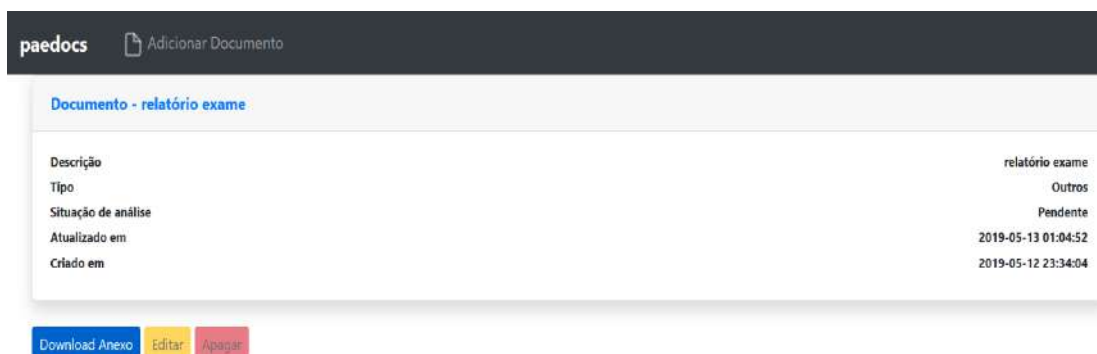 paedocs Adicionar Documento
Documento - relatório exame
Descrição relatório exame
Tipo Outros
Situação de análise Pendente
Atualizado em 2019-05-13 01:04:52
Criado em 2019-05-12 23:34:04
Download Anexo Editar Apagar